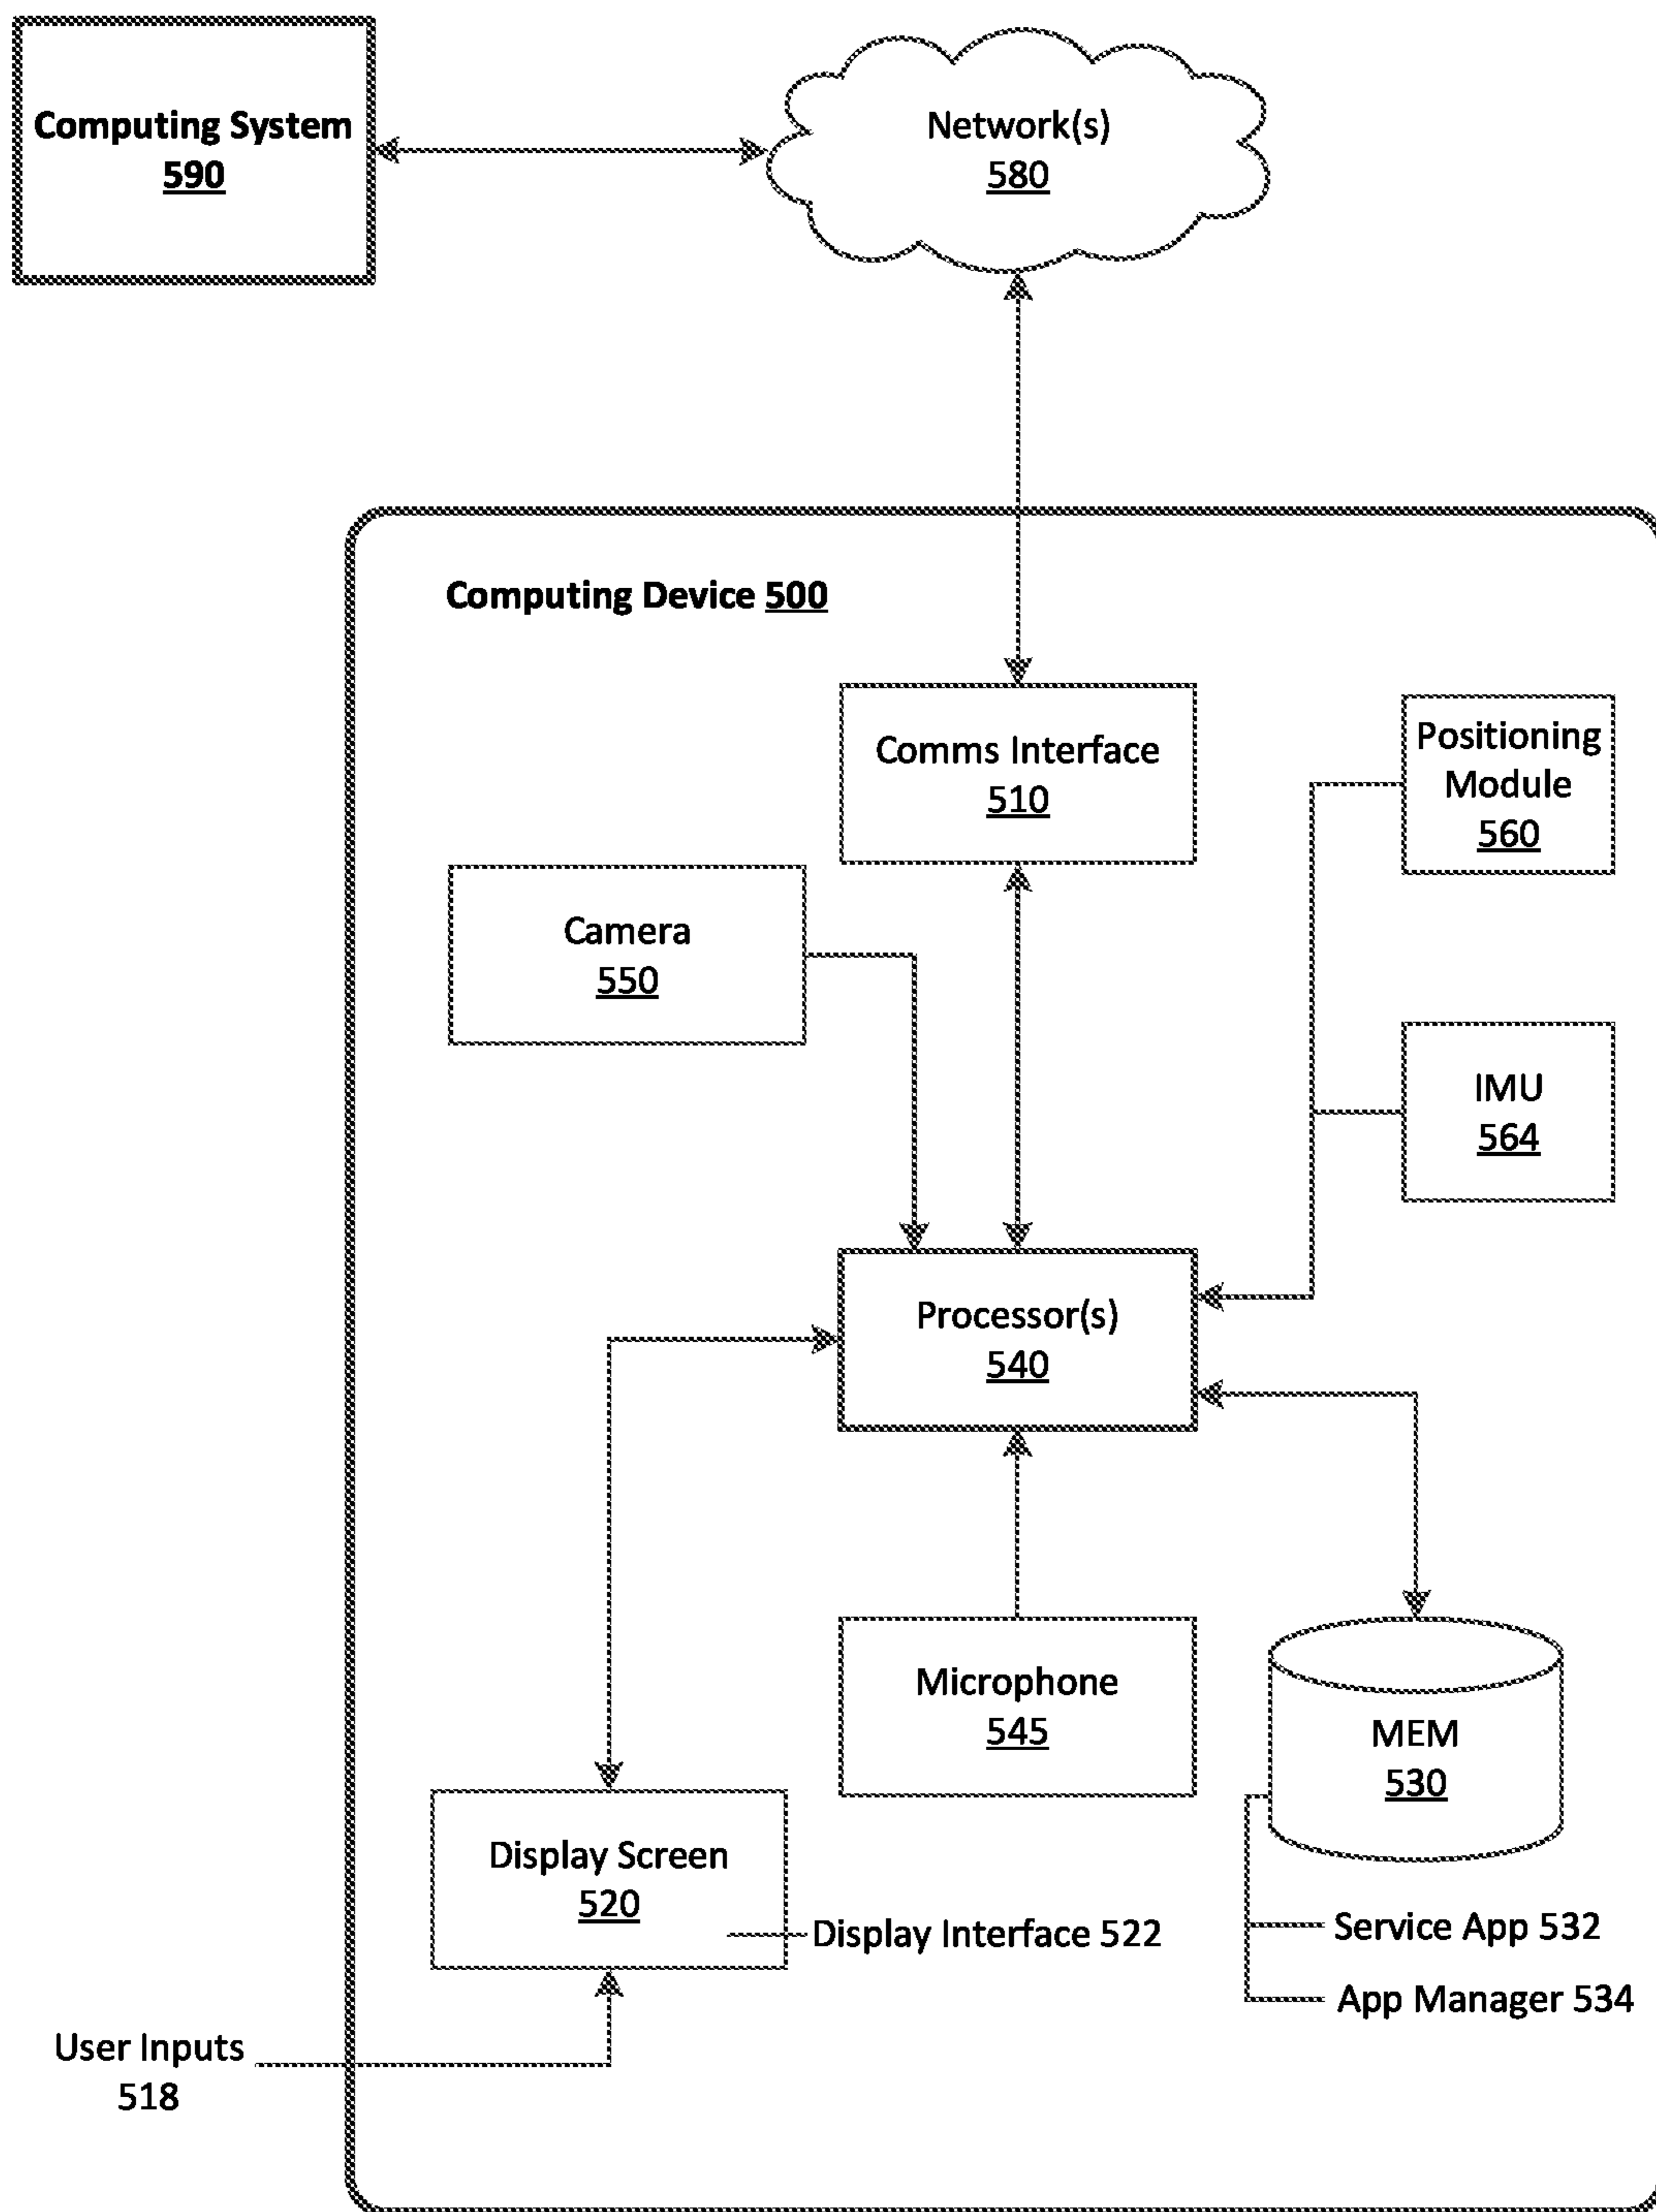 Computing System
590
Network(s)
580
Computing Device 500
Comms Interface
510
Positioning
Module
560
Camera
550
IMU
564
Processor(s)
540
Microphone
545
MEM
530
Display Screen
520
Display Interface 522
Service App 532
App Manager 534
User Inputs
518